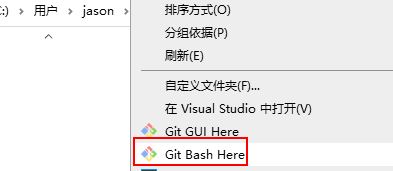 :) > 用户 > jason >
排序方式(O)
分组依据(P)
刷新(E)
自定义文件夹(F)...
在 Visual Studio 中打开(V)
Git GUI Here
Git Bash Here